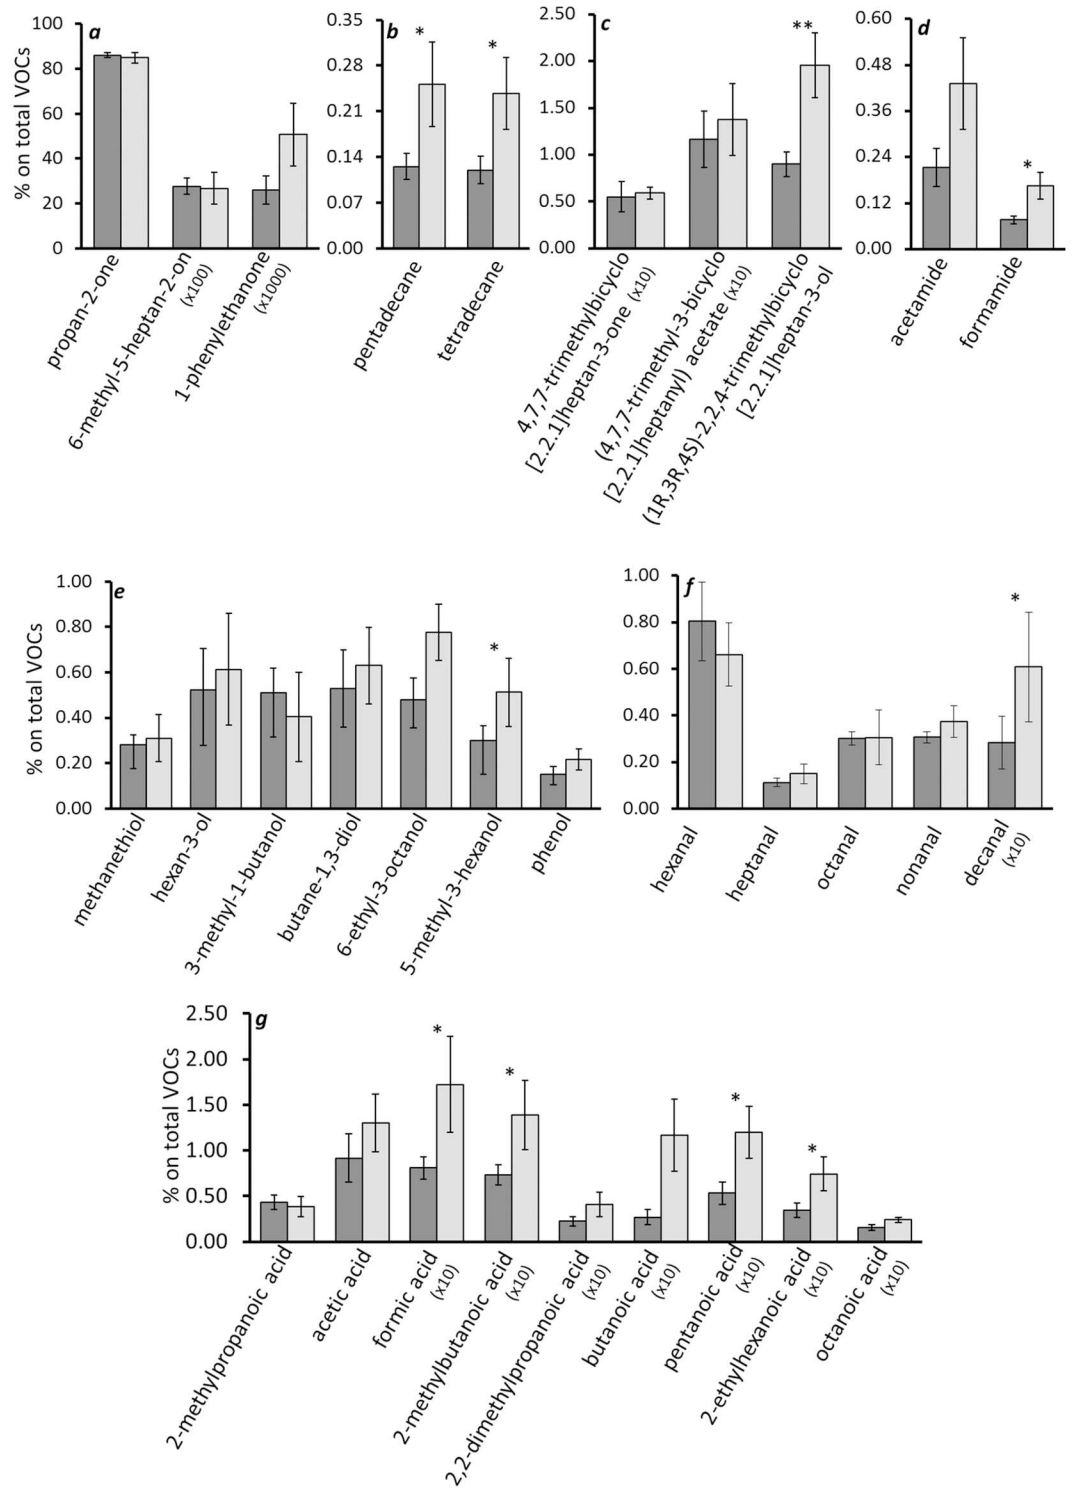 a
% on total VOCs
100
80
60
40
20
0
propan-2-one
6-methyl-5-heptan-2-on
(x100)
1-phenylethanone
(x1000)
b
0.35
0.28
0.21
0.14
0.07
0.00
*
*
pentadecane
tetradecane
c
2.50
2.00
1.50
1.00
0.50
0.00
**
4,7,7-trimethylbicyclo
[2.2.1]heptan-3-one (x10)
(4,7,7-trimethyl-3-bicyclo
[2.2.1]heptanyl) acetate (x10)
(1R,3R,4S)-2,2,4-trimethylbicyclo
[2.2.1]heptan-3-ol
d
0.60
0.48
0.36
0.24
0.12
0.00
*
acetamide
formamide
e
% on total VOCs
1.00
0.80
0.60
0.40
0.20
0.00
*
methanethiol
hexan-3-ol
3-methyl-1-butanol
butane-1,3-diol
6-ethyl-3-octanol
5-methyl-3-hexanol
phenol
f
1.00
0.80
0.60
0.40
0.20
0.00
*
hexanal
heptanal
octanal
nonanal
decanal
(x10)
g
% on total VOCs
2.50
2.00
1.50
1.00
0.50
0.00
*
*
*
*
2-methylpropanoic acid
acetic acid
formic acid
(x10)
2-methylbutanoic acid
(x10)
2,2-dimethylpropanoic acid
(x10)
butanoic acid
(x10)
pentanoic acid
(x10)
2-ethylhexanoic acid
(x10)
octanoic acid
(x10)